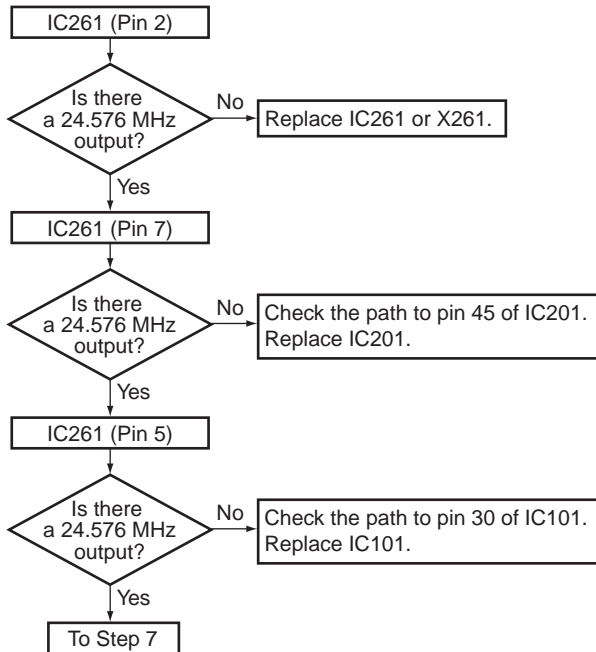 IC261 (Pin 2)
Is there
a 24.576 MHz
output?
No
Replace IC261 or X261.
Yes
IC261 (Pin 7)
Is there
a 24.576 MHz
output?
No
Check the path to pin 45 of IC201.
Replace IC201.
Yes
IC261 (Pin 5)
Is there
a 24.576 MHz
output?
No
Check the path to pin 30 of IC101.
Replace IC101.
Yes
To Step 7